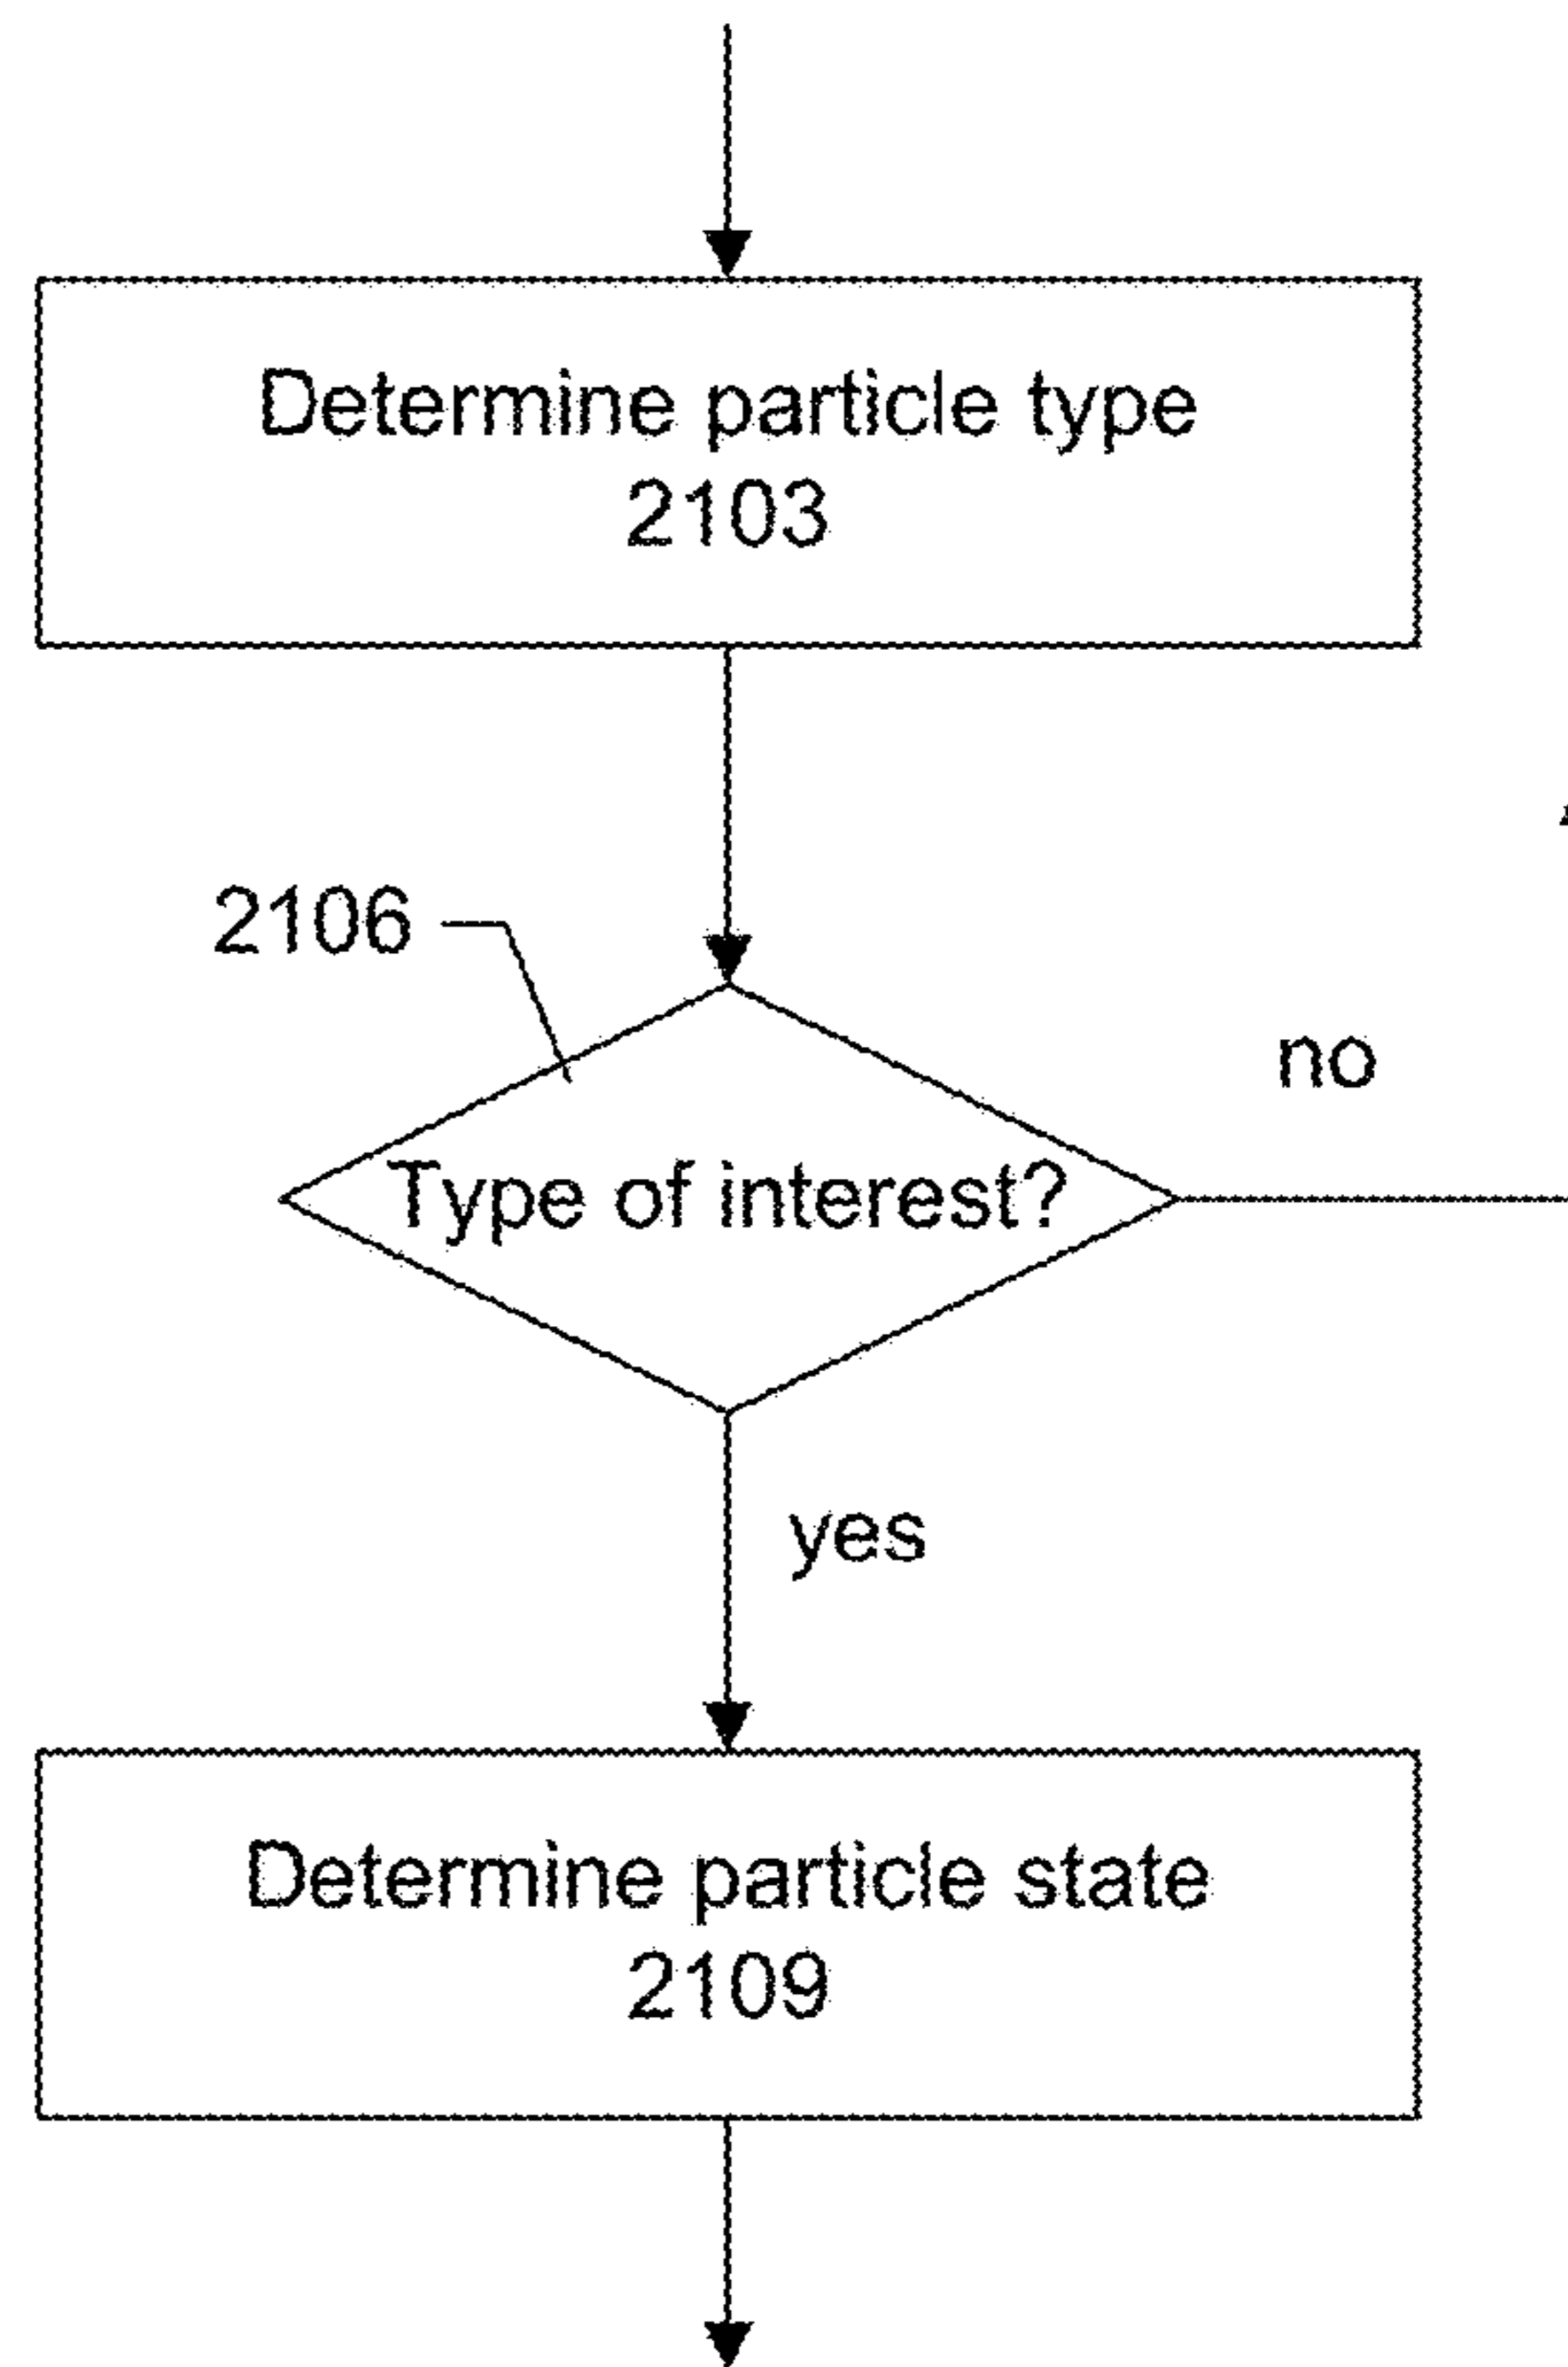 Determine particle type
2103
2106
no
Type of interest?
yes
Determine particle state
2109